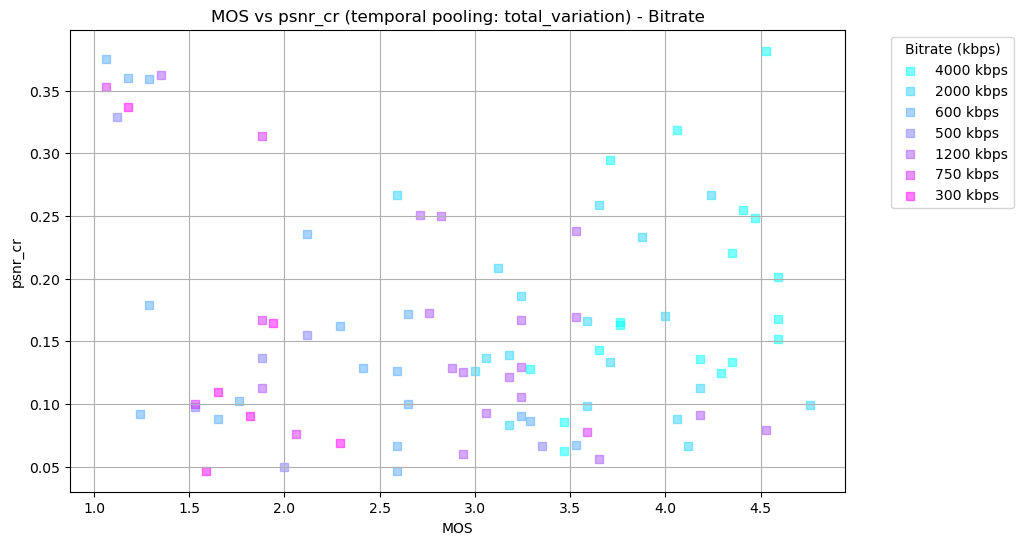 MOS vs psnr_cr (temporal pooling: total_variation) - Bitrate
psnr_cr
0.35
0.30
0.25
0.20
0.15
0.10
0.05
1.0 1.5 2.0 2.5 3.0 3.5 4.0 4.5
MOS
Bitrate (kbps)
4000 kbps
2000 kbps
600 kbps
500 kbps
1200 kbps
750 kbps
300 kbps